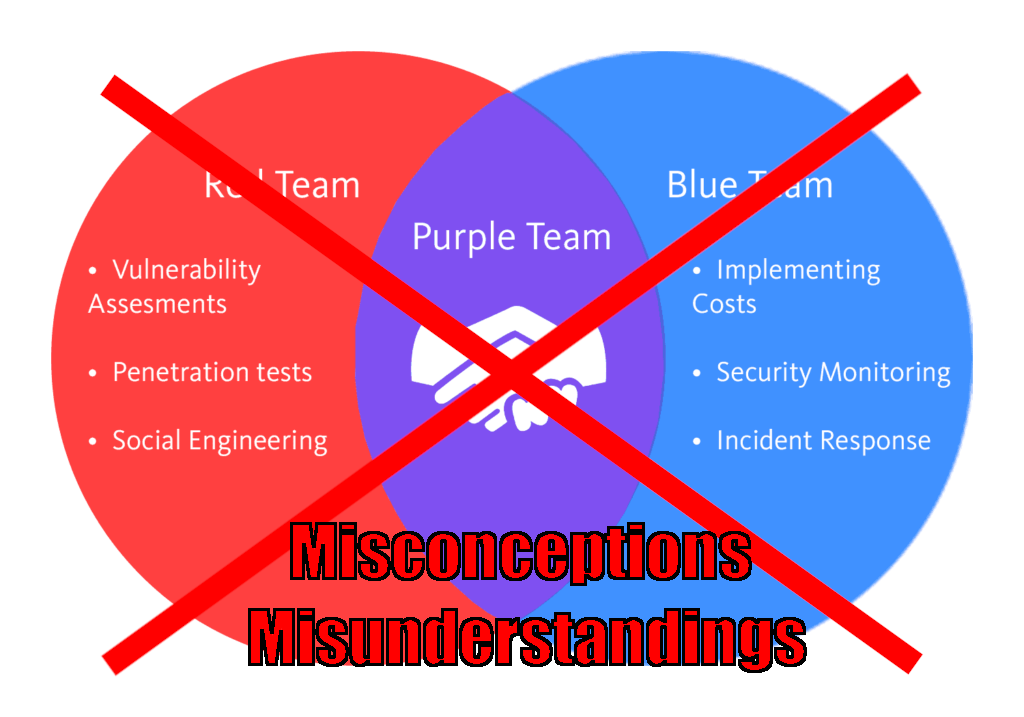 Red Team
Blue Team
Purple Team
• Vulnerability
Assesments
• Penetration tests
• Social Engineering
• Implementing
Costs
• Security Monitoring
• Incident Response
Misconceptions
Misunderstandings